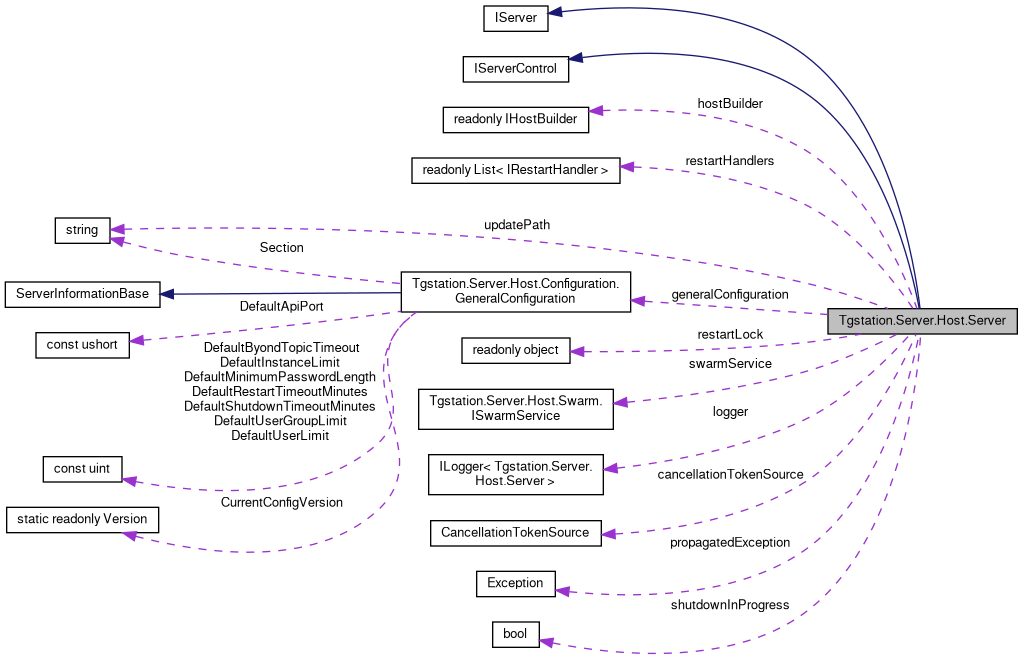 IServer
IServerControl
hostBuilder
readonly IHostBuilder
restartHandlers
readonly List< IRestartHandler >
updatePath
string
Section
Tgstation.Server.Host.Configuration.
GeneralConfiguration
generalConfiguration
ServerInformationBase
DefaultApiPort
Tgstation.Server.Host.Server
const ushort
restartLock
readonly object
DefaultByondTopicTimeout
DefaultInstanceLimit
DefaultMinimumPasswordLength
DefaultRestartTimeoutMinutes
DefaultShutdownTimeoutMinutes
DefaultUserGroupLimit
DefaultUserLimit
swarmService
Tgstation.Server.Host.Swarm.
ISwarmService
logger
const uint
ILogger< Tgstation.Server.
Host.Server >
cancellationTokenSource
CurrentConfigVersion
static readonly Version
CancellationTokenSource
propagatedException
Exception
shutdownInProgress
bool